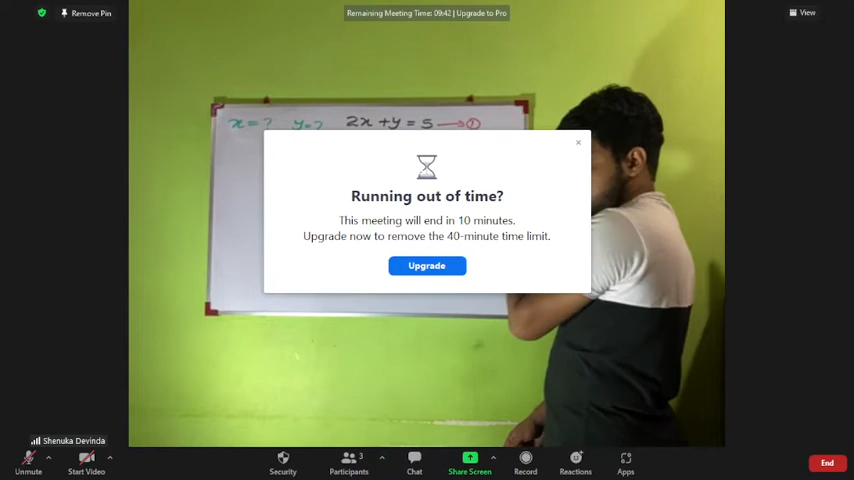 Remove Pin
Remaining Meeting Time: 09:42 | Upgrade to Pro
View
x = ? y = ? 2x + y = 5 → ①
×
Running out of time?
This meeting will end in 10 minutes.
Upgrade now to remove the 40-minute time limit.
Upgrade
Shenuka Devinda
Unmute
Start Video
Security
3
Participants
Chat
Share Screen
Record
Reactions
Apps
End